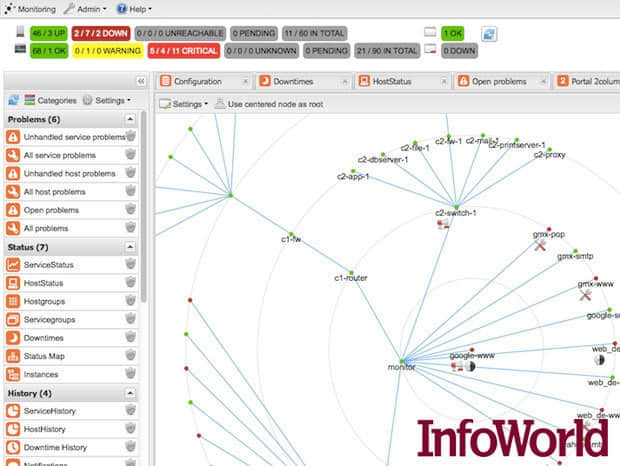 Monitoring Admin Help
46 / 3 UP 2 / 7 / 2 DOWN 0 / 0 / 0 UNREACHABLE 0 PENDING 11 / 60 IN TOTAL 1 OK
68 / 1 OK 0 / 1 / 0 WARNING 5 / 4 / 11 CRITICAL 0 / 0 / 0 UNKNOWN 0 PENDING 21 / 90 IN TOTAL 0 DOWN
Configuration Downtimes HostStatus Open problems Portal 2colum
Categories Settings
Settings Use centered node as root
Problems (6)
Unhandled service problems
All service problems
Unhandled host problems
All host problems
Open problems
All problems
Status (7)
ServiceStatus
HostStatus
Hostgroups
Servicegroups
Downtimes
Status Map
Instances
History (4)
ServiceHistory
HostHistory
Downtime History
Notifications
c2-fw-1 c2-mail-1
c2-file-1 c2-printserver-1
c2-dbserver-1 c2-proxy
c2-app-1
c2-switch-1
c1-fw
gmx-pop
gmx-smtp
c1-router
gmx-www
google-s
google-www
web_de
monitor
web_de-
InfoWorld